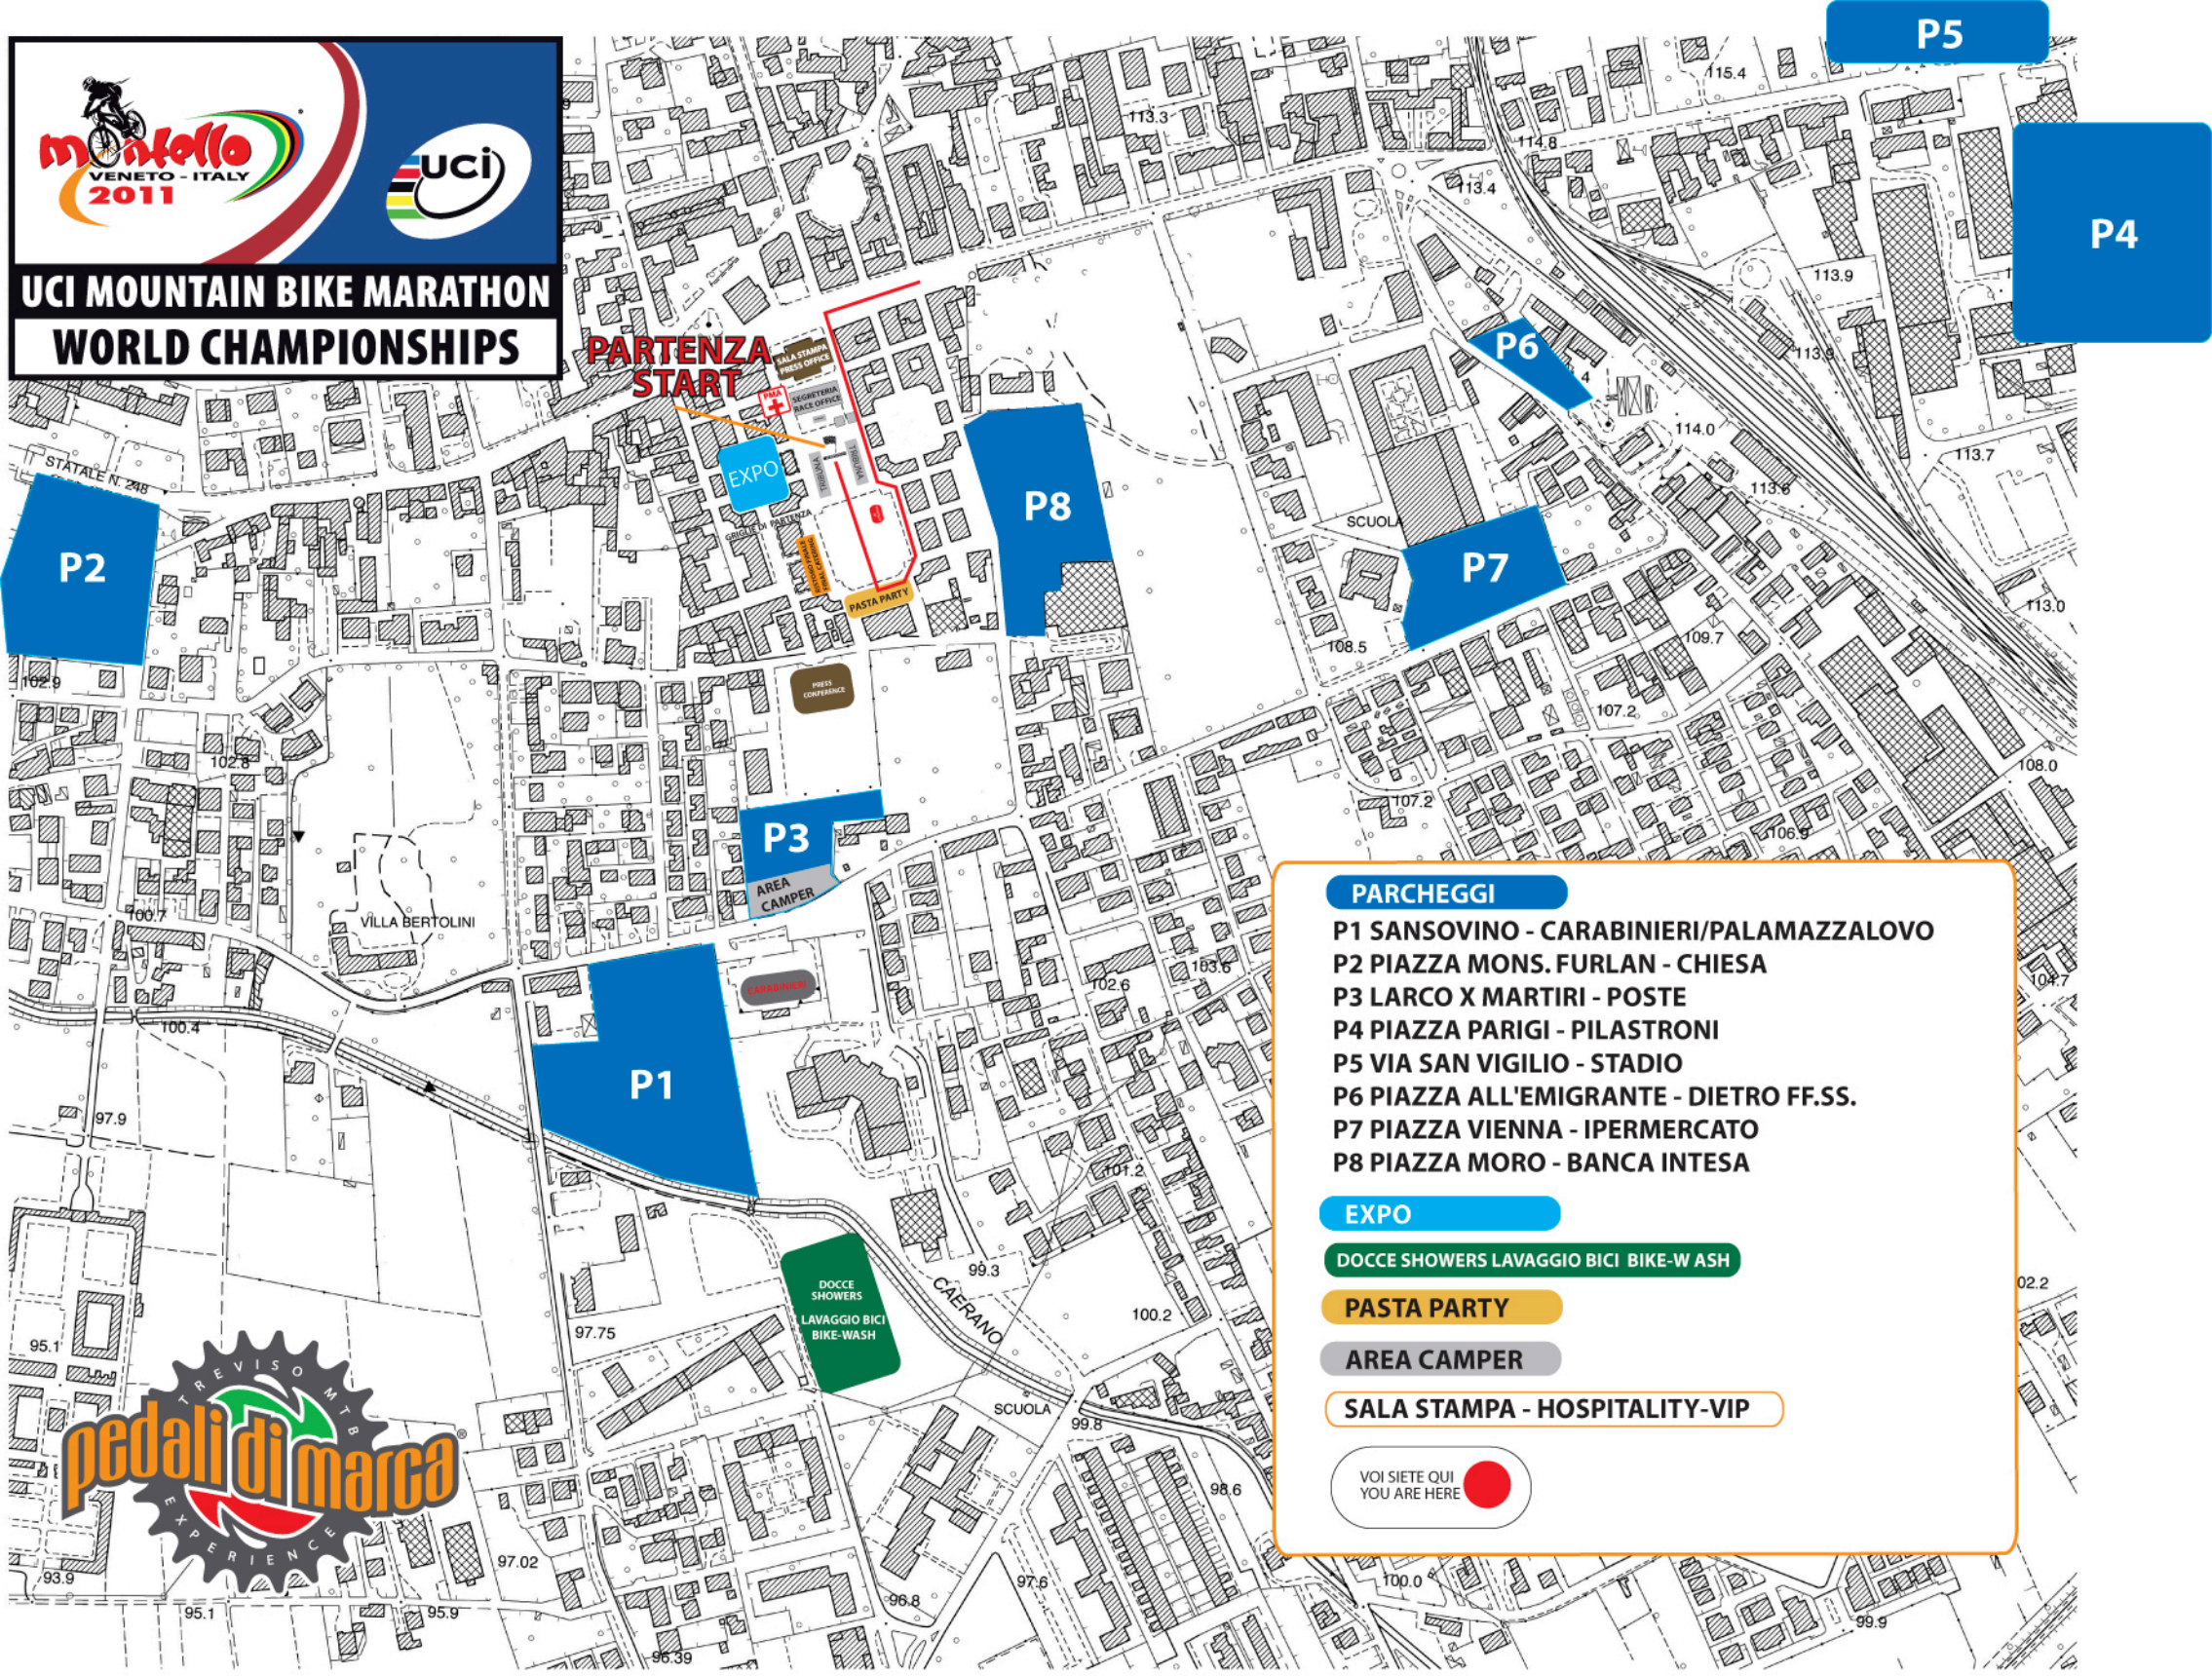 montello
VENETO - ITALY
2011
UCI
UCI MOUNTAIN BIKE MARATHON
WORLD CHAMPIONSHIPS
P5
P4
115.4
113.3
114.8
113.4
113.9
PARTENZA
START
SALA STAMPA
PRESS OFFICE
PMA
SEGRETERIA
RACE OFFICE
TRIBUNA
TRIBUNA
EXPO
GRIGLIE DI PARTENZA
RISTORO FINALE
FINAL CATERING
PASTA PARTY
P6
113.9
114.0
113.7
113.6
STATALE N. 248
P2
P8
SCUOLA
P7
113.0
108.5
109.7
102.9
PRESS
CONFERENCE
107.2
102.8
108.0
107.2
106.9
P3
AREA
CAMPER
100.7
VILLA BERTOLINI
103.6
102.6
104.7
CARABINIERI
100.4
P1
97.9
101.2
99.3
CAERANO
100.2
02.2
DOCCE
SHOWERS
LAVAGGIO BICI
BIKE-WASH
97.75
95.1
SCUOLA
99.8
98.6
97.02
97.6
100.0
93.9
95.1
95.9
96.8
96.39
99.9
PARCHEGGI
P1 SANSOVINO - CARABINIERI/PALAMAZZALOVO
P2 PIAZZA MONS. FURLAN - CHIESA
P3 LARCO X MARTIRI - POSTE
P4 PIAZZA PARIGI - PILASTRONI
P5 VIA SAN VIGILIO - STADIO
P6 PIAZZA ALL'EMIGRANTE - DIETRO FF.SS.
P7 PIAZZA VIENNA - IPERMERCATO
P8 PIAZZA MORO - BANCA INTESA
EXPO
DOCCE SHOWERS LAVAGGIO BICI BIKE-W ASH
PASTA PARTY
AREA CAMPER
SALA STAMPA - HOSPITALITY-VIP
VOI SIETE QUI
YOU ARE HERE
TREVISO MTB
pedali di marca®
EXPERIENCE